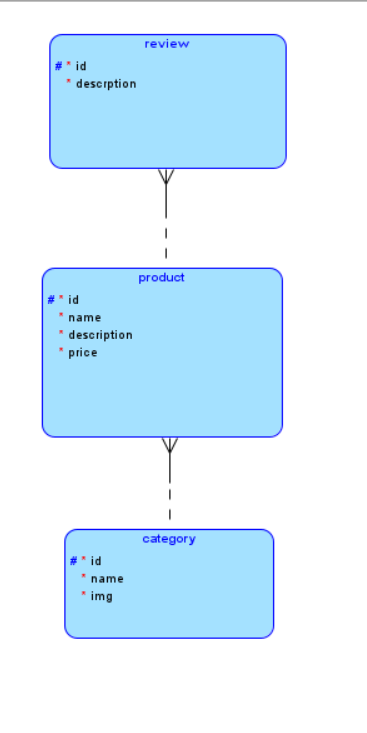 review
# * id
* descrption
product
# * id
* name
* description
* price
category
# * id
* name
* img